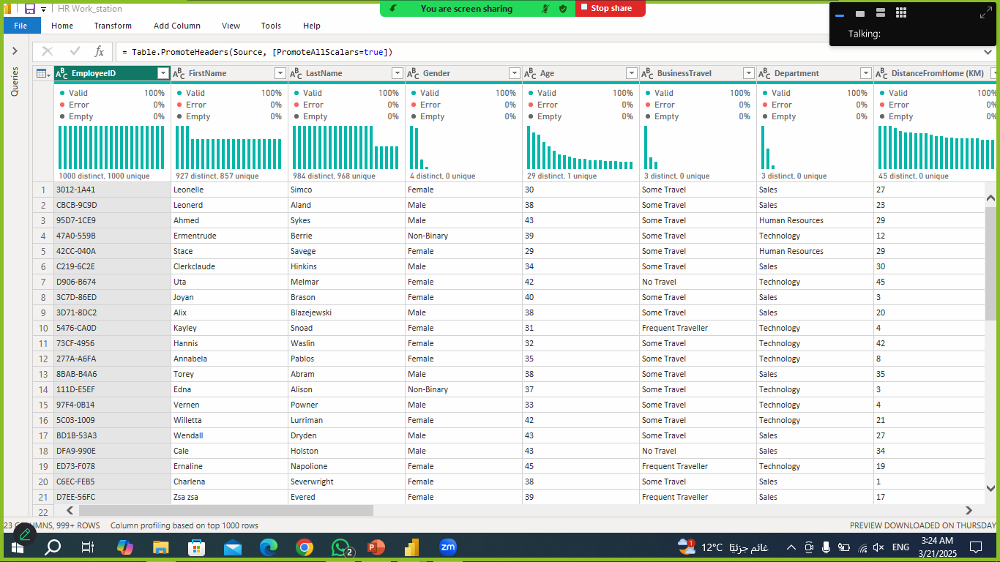 HR Work_station
You are screen sharing
Stop share
File Home Transform Add Column View Tools Help
Talking:
fx = Table.PromoteHeaders(Source, [PromoteAllScalars=true])
Queries
EmployeeID FirstName LastName Gender Age BusinessTravel Department DistanceFromHome (KM)
Valid 100% Valid 100% Valid 100% Valid 100% Valid 100% Valid 100% Valid 100% Valid 100%
Error 0% Error 0% Error 0% Error 0% Error 0% Error 0% Error 0% Error 0%
Empty 0% Empty 0% Empty 0% Empty 0% Empty 0% Empty 0% Empty 0% Empty 0%
1000 distinct, 1000 unique 927 distinct, 857 unique 984 distinct, 968 unique 4 distinct, 0 unique 29 distinct, 1 unique 3 distinct, 0 unique 3 distinct, 0 unique 45 distinct, 0 unique
1 3012-1A41 Leonelle Simco Female 30 Some Travel Sales 27
2 CBCB-9C9D Leonerd Aland Male 38 Some Travel Sales 23
3 95D7-1CE9 Ahmed Sykes Male 43 Some Travel Human Resources 29
4 47A0-559B Ermentrude Berrie Non-Binary 39 Some Travel Technology 12
5 42CC-040A Stace Savege Female 29 Some Travel Human Resources 29
6 C219-6C2E Clerkclaude Hinkins Male 34 Some Travel Sales 30
7 D906-B674 Uta Melmar Female 42 No Travel Technology 45
8 3C7D-86ED Joyan Brason Female 40 Some Travel Sales 3
9 3D71-8DC2 Alix Blazejewski Male 38 Some Travel Sales 20
10 5476-CA0D Kayley Snoad Female 31 Frequent Traveller Technology 4
11 73CF-4956 Hannis Waslin Female 32 Some Travel Technology 42
12 277A-A6FA Annabela Pablos Female 35 Some Travel Technology 8
13 8BAB-B4A6 Torey Abram Male 38 Some Travel Sales 35
14 111D-E5EF Edna Alison Non-Binary 37 Some Travel Technology 3
15 97F4-0B14 Vernen Powner Male 33 Some Travel Technology 4
16 5C03-1009 Willetta Lurriman Female 42 Some Travel Technology 21
17 BD1B-53A3 Wendall Dryden Male 43 Some Travel Sales 27
18 DFA9-990E Cale Holston Male 43 No Travel Sales 34
19 ED73-F078 Ernaline Napolione Female 45 Frequent Traveller Technology 19
20 C6EC-FEB5 Charlena Severwright Female 38 Some Travel Sales 1
21 D7EE-56FC Zsa zsa Evered Female 39 Frequent Traveller Sales 17
22
23 COLUMNS, 999+ ROWS Column profiling based on top 1000 rows PREVIEW DOWNLOADED ON THURSDAY
2 zm 1 12°C غائم جزئيًا ENG 3:24 AM
3/21/2025